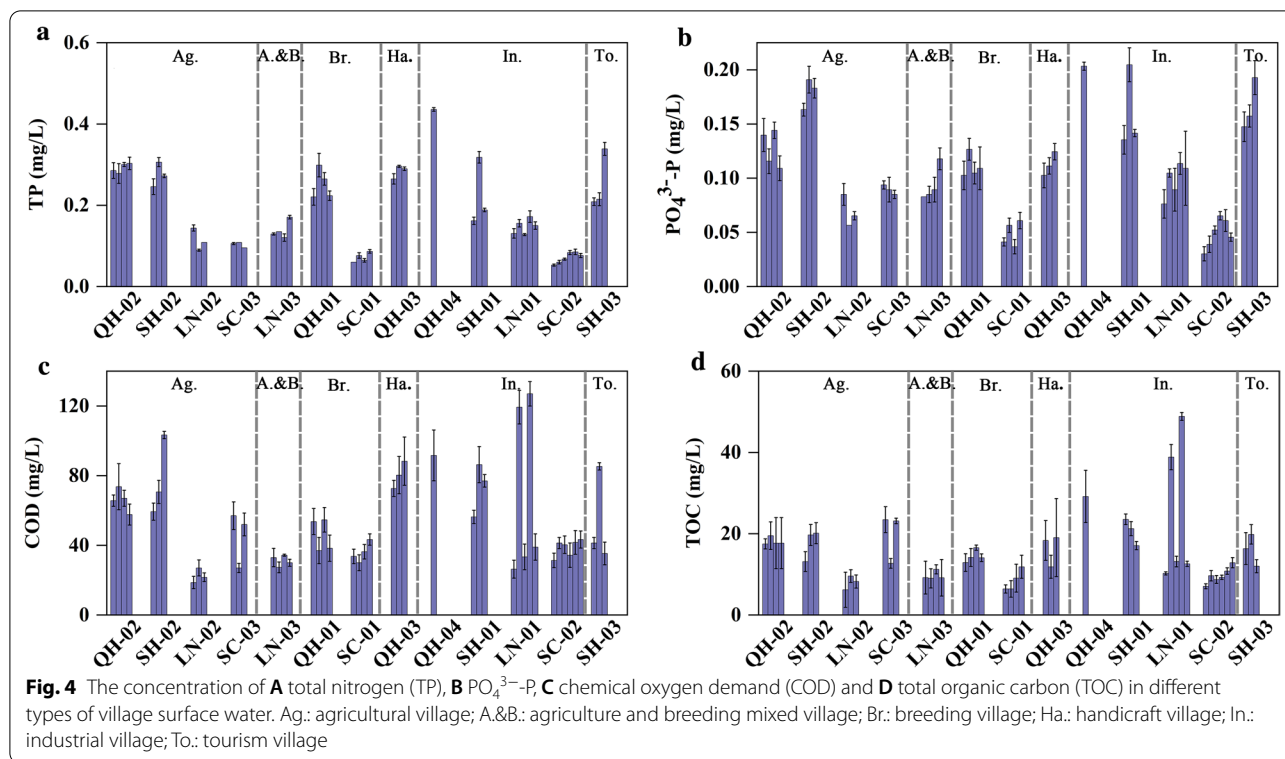 a
Ag.
A.&B.
Br.
Ha.
In.
To.
TP (mg/L)
0.6
0.4
0.2
0.0
QH-02
SH-02
LN-02
SC-03
LN-03
QH-01
SC-01
QH-03
QH-04
SH-01
LN-01
SC-02
SH-03
b
Ag.
A.&B.
Br.
Ha.
In.
To.
PO₄³-P (mg/L)
0.20
0.15
0.10
0.05
0.00
QH-02
SH-02
LN-02
SC-03
LN-03
QH-01
SC-01
QH-03
QH-04
SH-01
LN-01
SC-02
SH-03
c
Ag.
A.&B.
Br.
Ha.
In.
To.
COD (mg/L)
120
80
40
0
QH-02
SH-02
LN-02
SC-03
LN-03
QH-01
SC-01
QH-03
QH-04
SH-01
LN-01
SC-02
SH-03
d
Ag.
A.&B.
Br.
Ha.
In.
To.
TOC (mg/L)
60
40
20
0
QH-02
SH-02
LN-02
SC-03
LN-03
QH-01
SC-01
QH-03
QH-04
SH-01
LN-01
SC-02
SH-03
Fig. 4 The concentration of A total nitrogen (TP), B PO₄³⁻-P, C chemical oxygen demand (COD) and D total organic carbon (TOC) in different
types of village surface water. Ag.: agricultural village; A.&B.: agriculture and breeding mixed village; Br.: breeding village; Ha.: handicraft village; In.:
industrial village; To.: tourism village